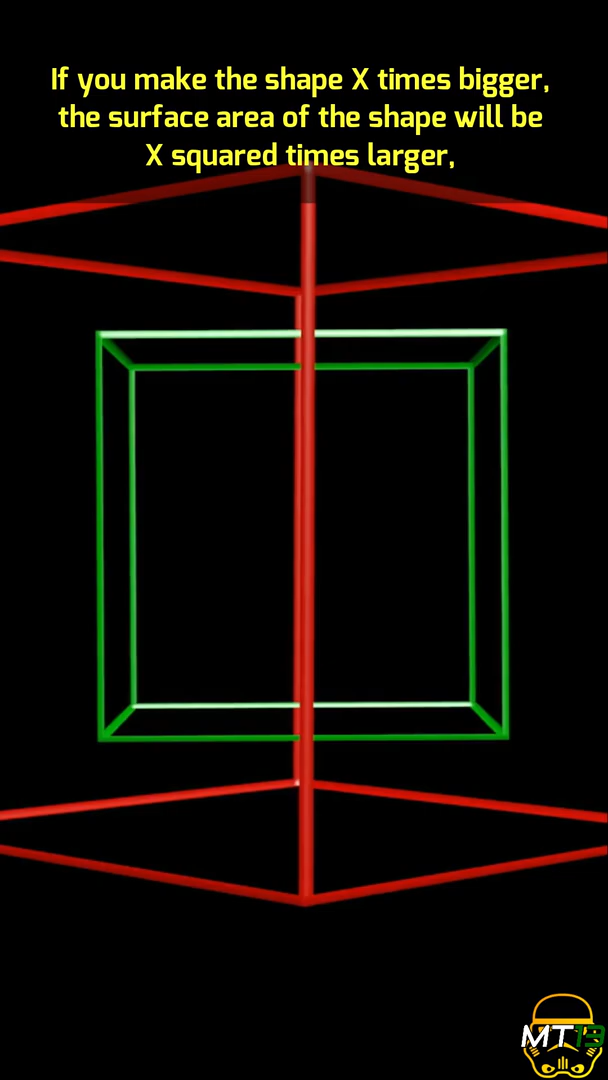 If you make the shape X times bigger,
the surface area of the shape will be
X squared times larger,
MT13